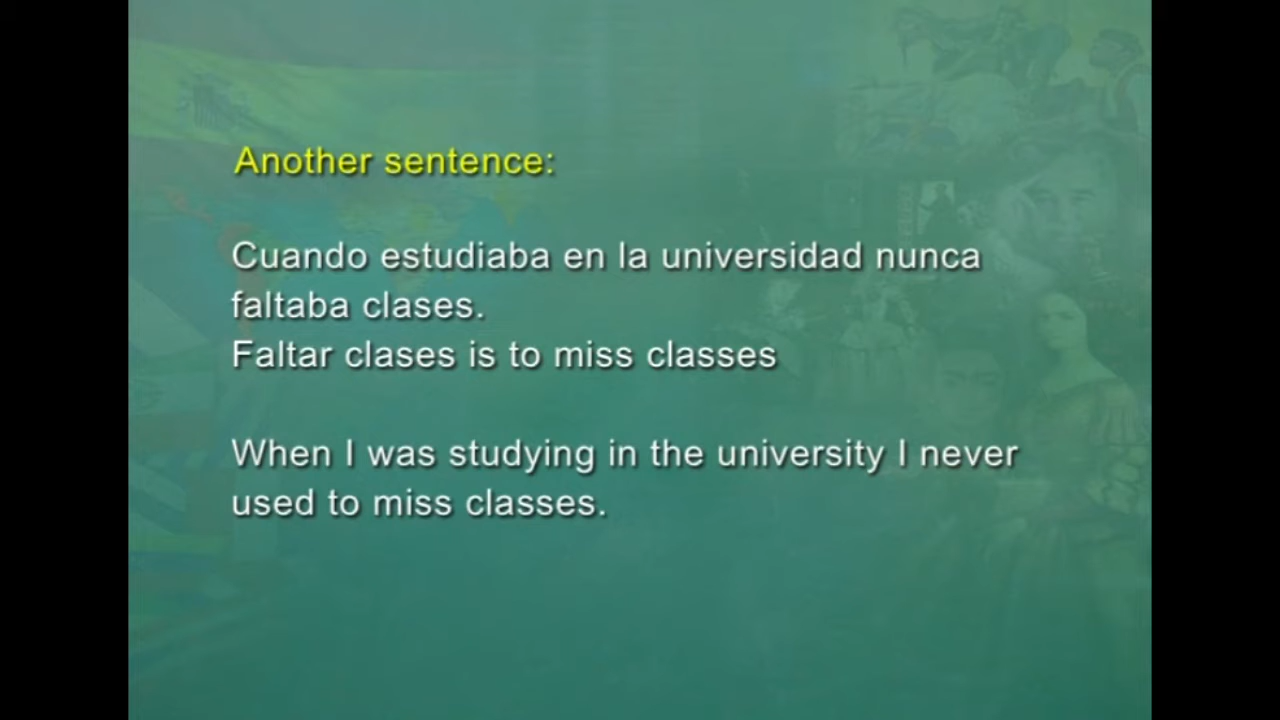 Another sentence:
Cuando estudiaba en la universidad nunca
faltaba clases.
Faltar clases is to miss classes
When I was studying in the university I never
used to miss classes.